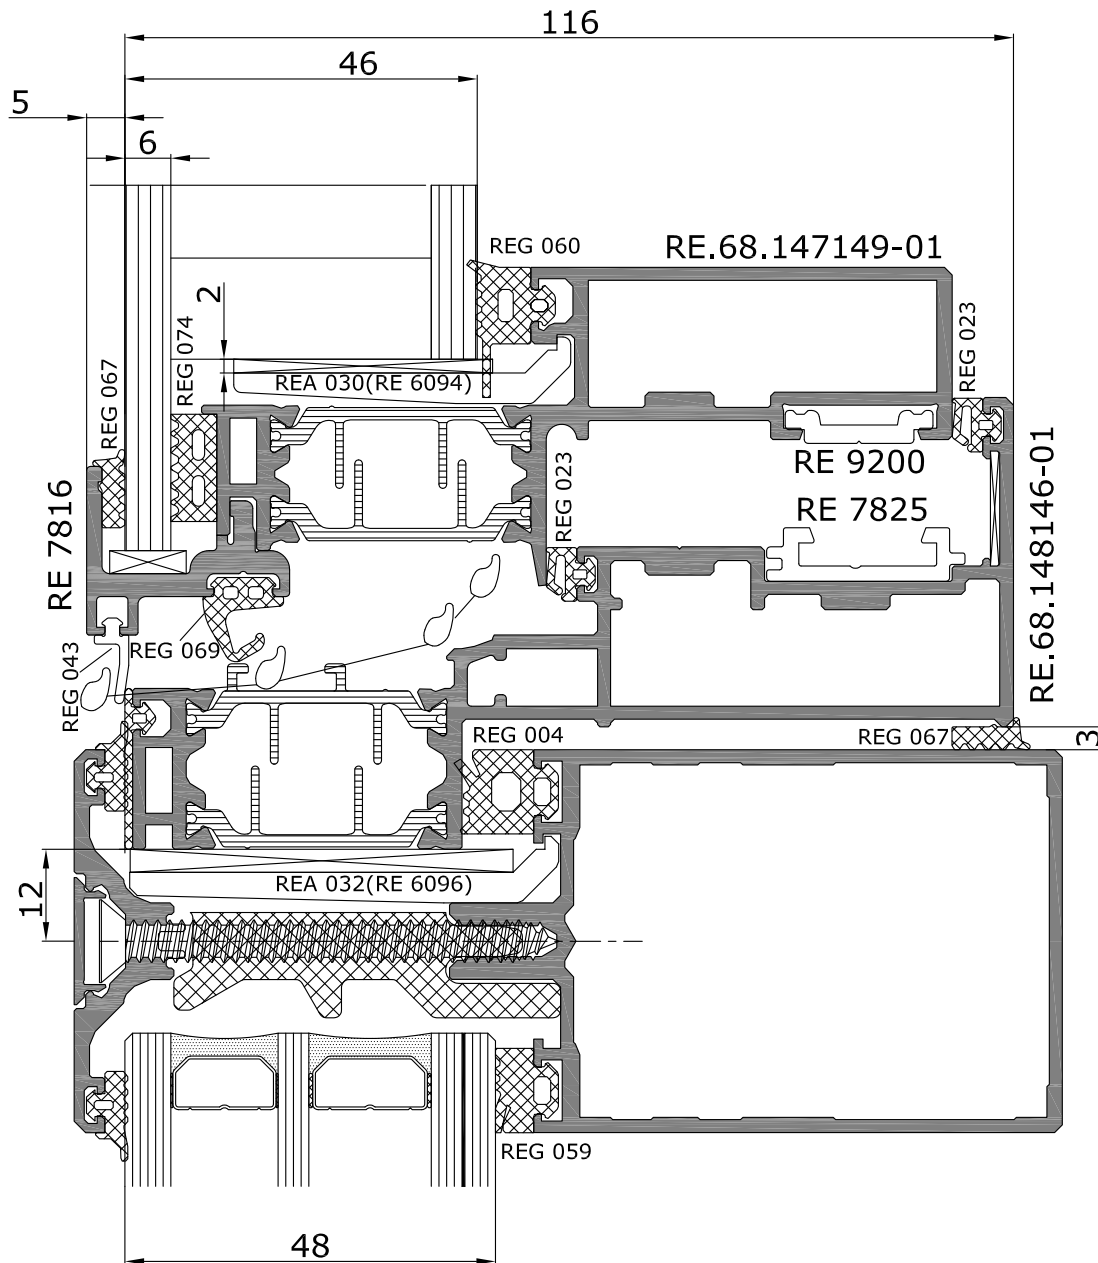 116
46
5
6
REG 060
RE.68.147149-01
2
REG 074
REG 023
REG 067
REA 030(RE 6094)
RE 9200
REG 023
RE 7825
RE 7816
RE.68.148146-01
REG 069
REG 043
REG 004
REG 067
3
REA 032(RE 6096)
12
REG 059
48